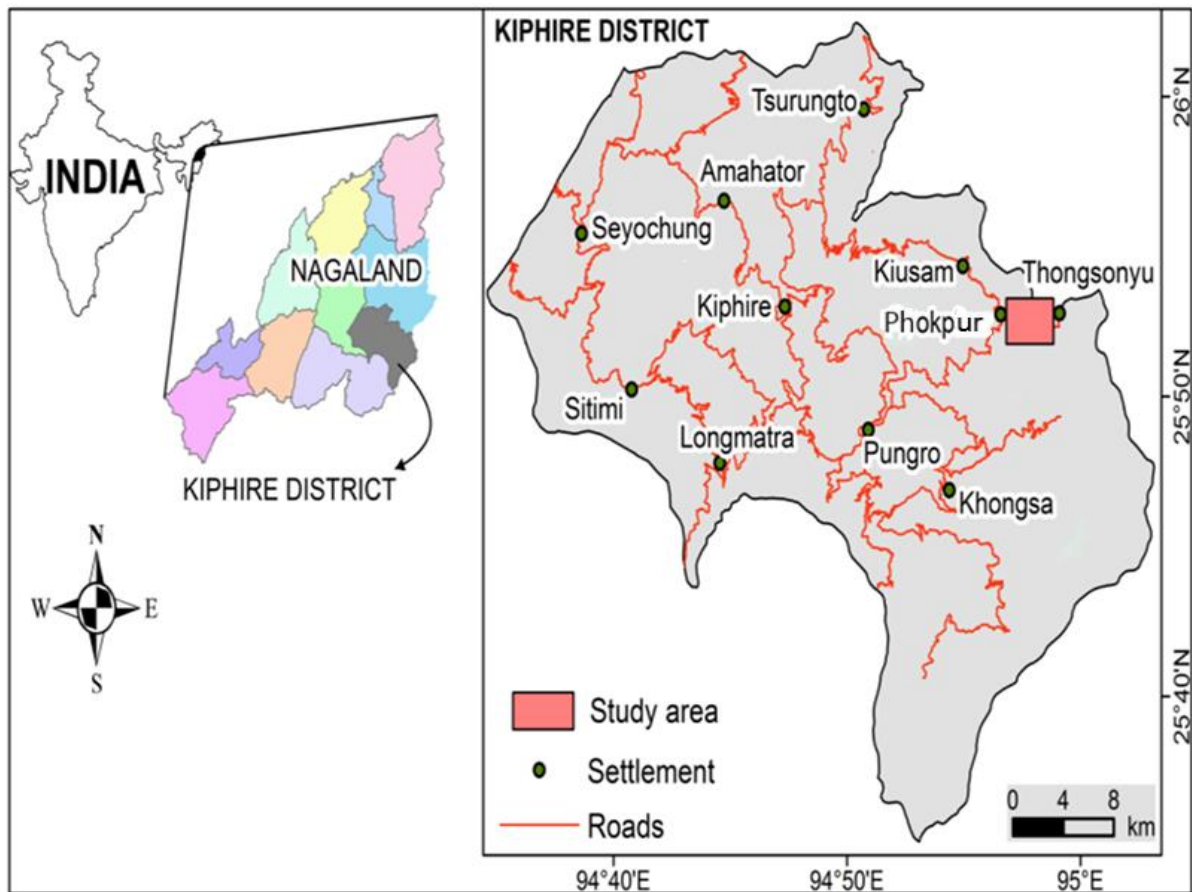 INDIA
NAGALAND
KIPHIRE DISTRICT
N
W
E
S
KIPHIRE DISTRICT
Tsurungto
Amahator
Seyochung
Kiusam
Thongsonyu
Kiphire
Phokpur
Sitimi
Longmatra
Pungro
Khongsa
Study area
Settlement
Roads
0 4 8
km
26°N
25°50'N
25°40'N
94°40'E
94°50'E
95°E